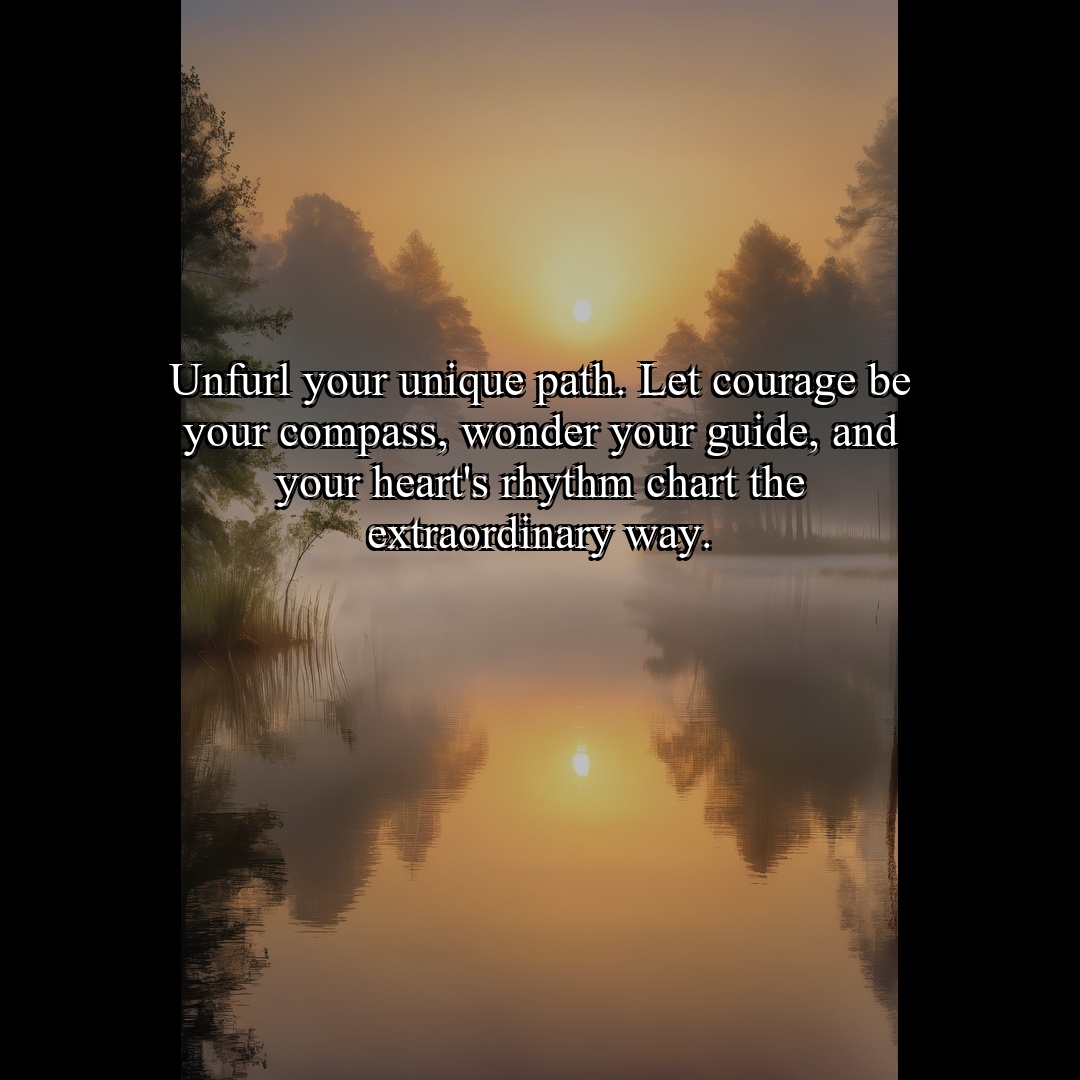 Unfurl your unique path. Let courage be
your compass, wonder your guide, and
your heart's rhythm chart the
extraordinary way.